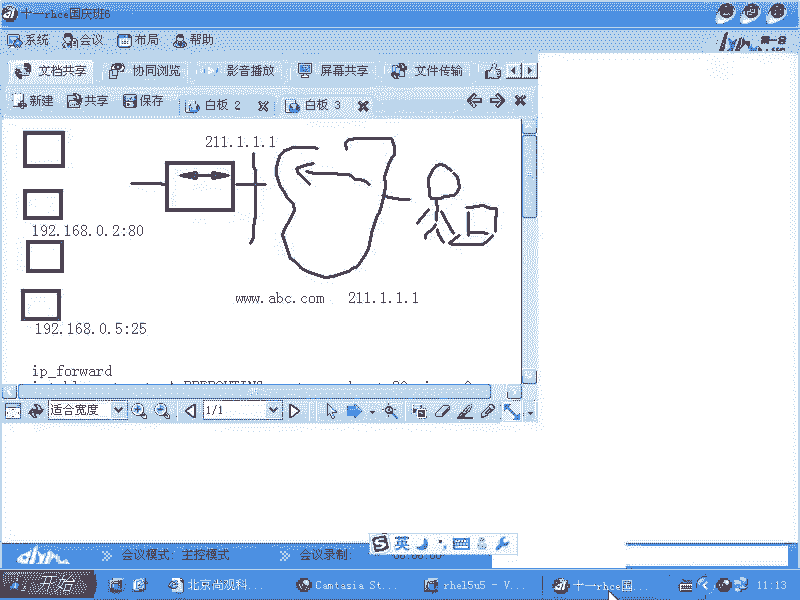 十一rhce国庆班6
系统 会议 布局 帮助
文档共享 协同浏览 影音播放 屏幕共享 文件传输
新建 共享 保存 白板 2 白板 3
211.1.1.1
192.168.0.2:80
www.abc.com 211.1.1.1
192.168.0.5:25
ip_forward
适合宽度 1/1
英
会议模式: 主控模式 会议录制:
开始 北京尚观科... Camtasia St... rhel5u5 - V... 十一rhce国... 11:13